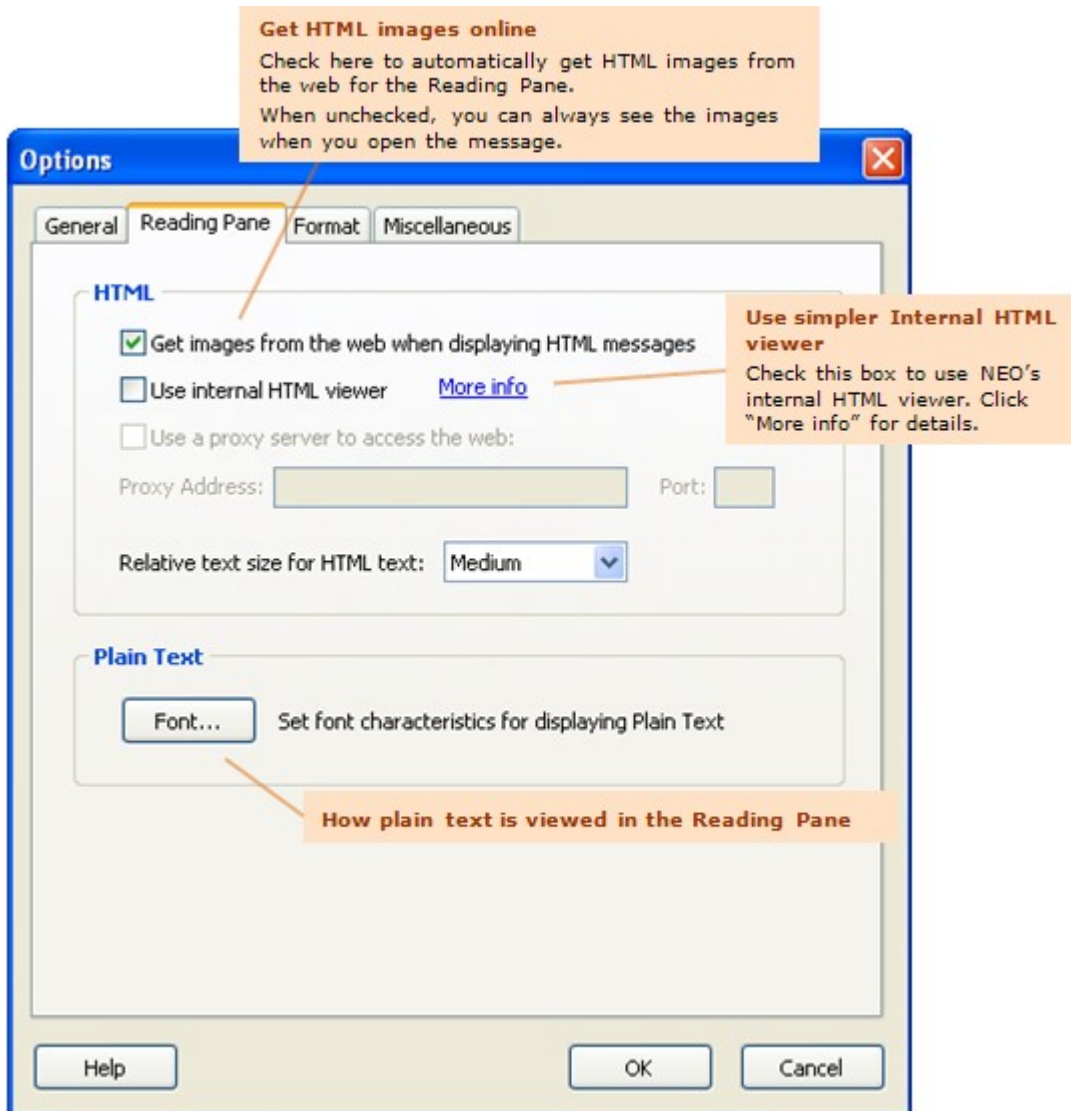 Get HTML images online
Check here to automatically get HTML images from
the web for the Reading Pane.
When unchecked, you can always see the images
when you open the message.
Options
General
Reading Pane
Format
Miscellaneous
HTML
Get images from the web when displaying HTML messages
Use internal HTML viewer
More info
Use simpler Internal HTML
viewer
Check this box to use NEO’s
internal HTML viewer. Click
“More info” for details.
Use a proxy server to access the web:
Proxy Address:
Port:
Relative text size for HTML text:
Medium
Plain Text
Font...
Set font characteristics for displaying Plain Text
How plain text is viewed in the Reading Pane
Help
OK
Cancel